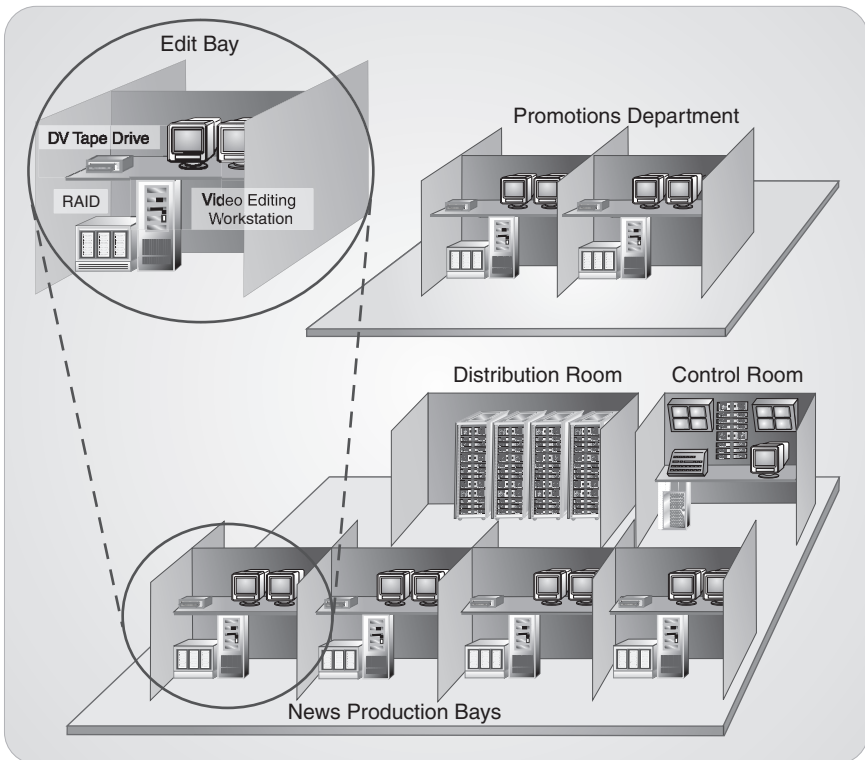 Edit Bay
DV Tape Drive
RAID
Video Editing
Workstation
Promotions Department
Distribution Room
Control Room
News Production Bays